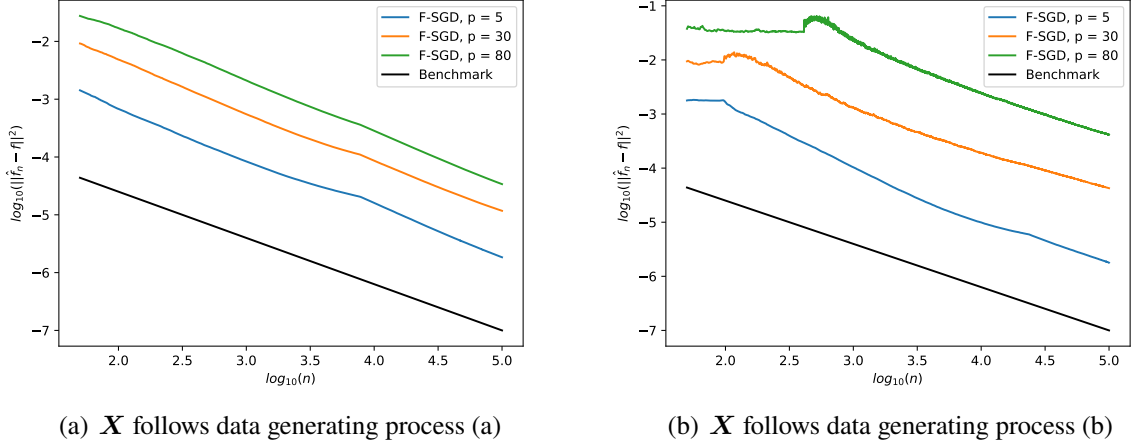 F-SGD, p = 5
F-SGD, p = 30
F-SGD, p = 80
Benchmark
−2
−3
−4
−5
−6
−7
log₁₀(||f̂ₙ − f||²)
2.0 2.5 3.0 3.5 4.0 4.5 5.0
log₁₀(n)
(a) X follows data generating process (a)
F-SGD, p = 5
F-SGD, p = 30
F-SGD, p = 80
Benchmark
−1
−2
−3
−4
−5
−6
−7
log₁₀(||f̂ₙ − f||²)
2.0 2.5 3.0 3.5 4.0 4.5 5.0
log₁₀(n)
(b) X follows data generating process (b)